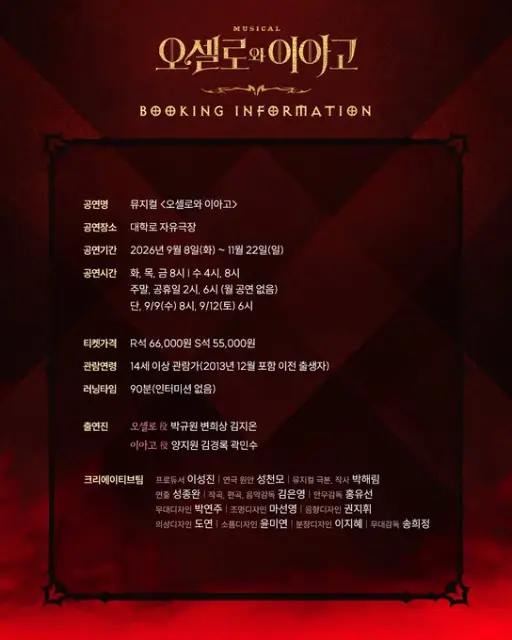 MUSICAL
오셀로와 이아고
BOOKING INFORMATION
공연명 뮤지컬 <오셀로와 이아고>
공연장소 대학로 자유극장
공연기간 2026년 9월 8일(화) ~ 11월 22일(일)
공연시간 화, 목, 금 8시 | 수 4시, 8시
주말, 공휴일 2시, 6시 (월 공연 없음)
단, 9/9(수) 8시, 9/12(토) 6시
티켓가격 R석 66,000원 S석 55,000원
관람연령 14세 이상 관람가(2013년 12월 포함 이전 출생자)
러닝타임 90분(인터미션 없음)
출연진 오셀로 役 박규원 변희상 김지온
이아고 役 양지원 김경록 곽민수
크리에이티브팀 프로듀서 이성진 | 연극 원안 성천모 | 뮤지컬 극본, 작사 박해림
연출 성종완 | 작곡, 편곡, 음악감독 김은영 | 안무감독 홍유선
무대디자인 박연주 | 조명디자인 마선영 | 음향디자인 권지휘
의상디자인 도연 | 소품디자인 윤미연 | 분장디자인 이지혜 | 무대감독 송희정